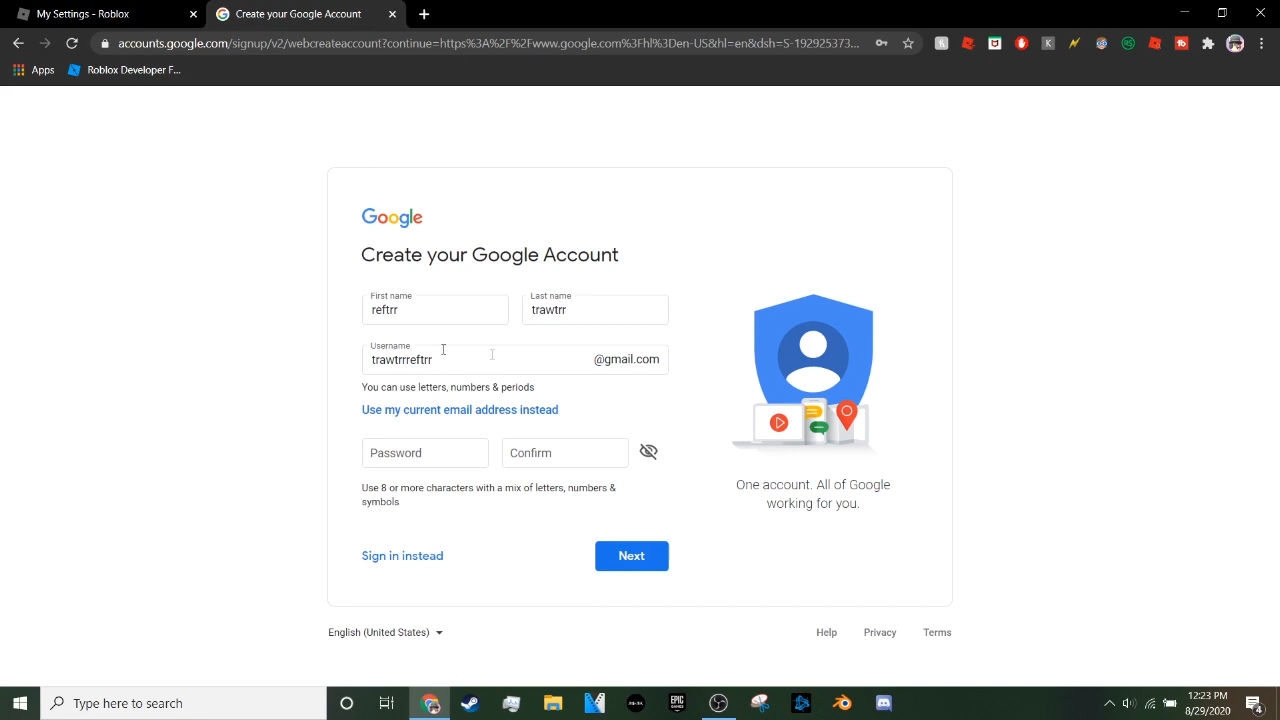 My Settings - Roblox
Create your Google Account
accounts.google.com/signup/v2/webcreateaccount?continue=https%3A%2F%2Fwww.google.com%3Fhl%3Den-US&hl=en&dsh=S-192925373...
Apps
Roblox Developer F...
Google
Create your Google Account
First name
Last name
reftrr
trawtrr
Username
trawtrrreftrr
@gmail.com
You can use letters, numbers & periods
Use my current email address instead
Password
Confirm
Use 8 or more characters with a mix of letters, numbers &
symbols
One account. All of Google
working for you.
Sign in instead
Next
English (United States)
Help
Privacy
Terms
Type here to search
EPIC
GAMES
12:23 PM
8/29/2020
4